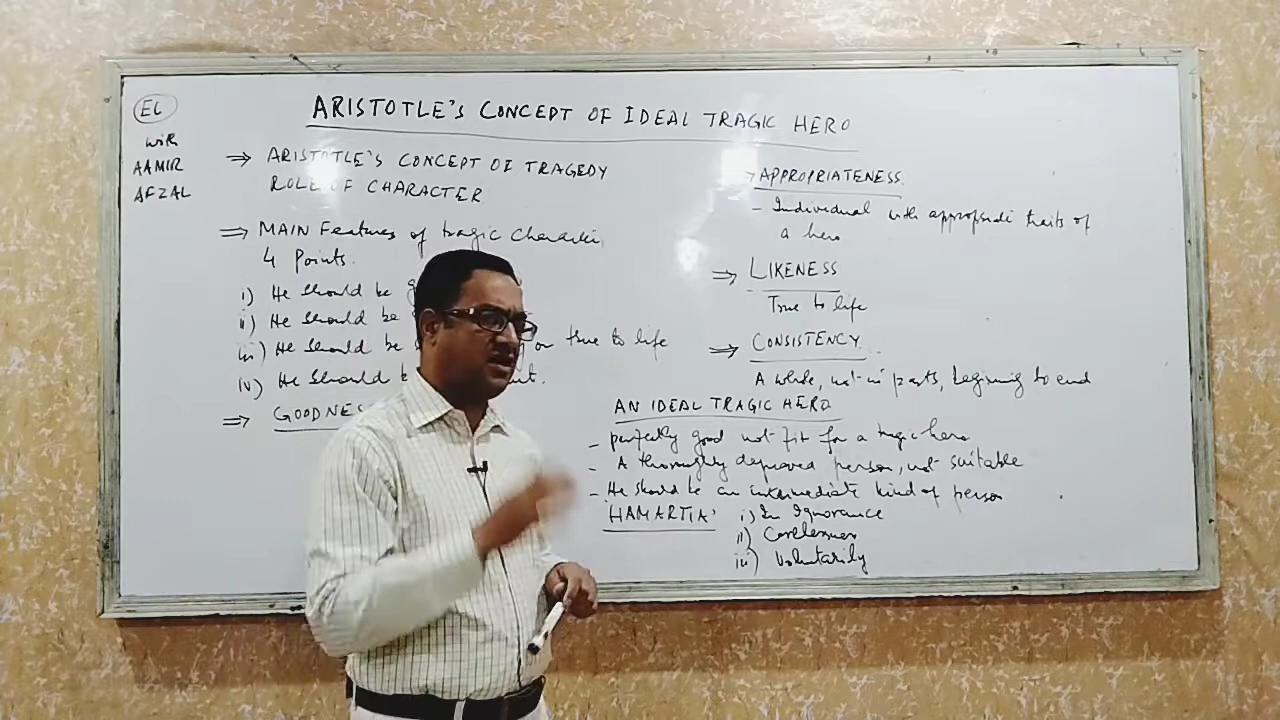 EL
with
AAMIR
AFZAL
ARISTOTLE'S CONCEPT OF IDEAL TRAGIC HERO
⇒ ARISTOTLE'S CONCEPT OF TRAGEDY
ROLE OF CHARACTER
⇒ MAIN Features of tragic character
4 Points.
i) He should be
ii) He should be
iii) He should be or true to life
iv) He should
⇒ GOODNES
APPROPRIATENESS
- Individual with appropriate traits of
a hero
⇒ LIKENESS
True to life
⇒ CONSISTENCY
A whole, not in parts, begining to end
AN IDEAL TRAGIC HERO
- perfectly good not fit for a tragic hero
- A thoroughly depraved person, not suitable
- He should be an intermediate kind of person
'HAMARTIA' i) In Ignorance
ii) Carelessness
iii) Voluntarily